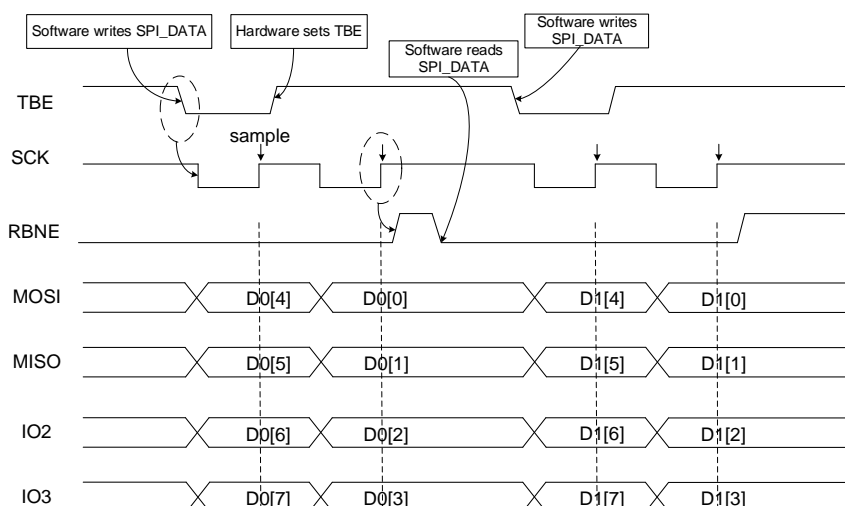 Software writes SPI_DATA
Hardware sets TBE
Software reads
SPI_DATA
Software writes
SPI_DATA
TBE
sample
SCK
RBNE
MOSI D0[4] D0[0] D1[4] D1[0]
MISO D0[5] D0[1] D1[5] D1[1]
IO2 D0[6] D0[2] D1[6] D1[2]
IO3 D0[7] D0[3] D1[7] D1[3]